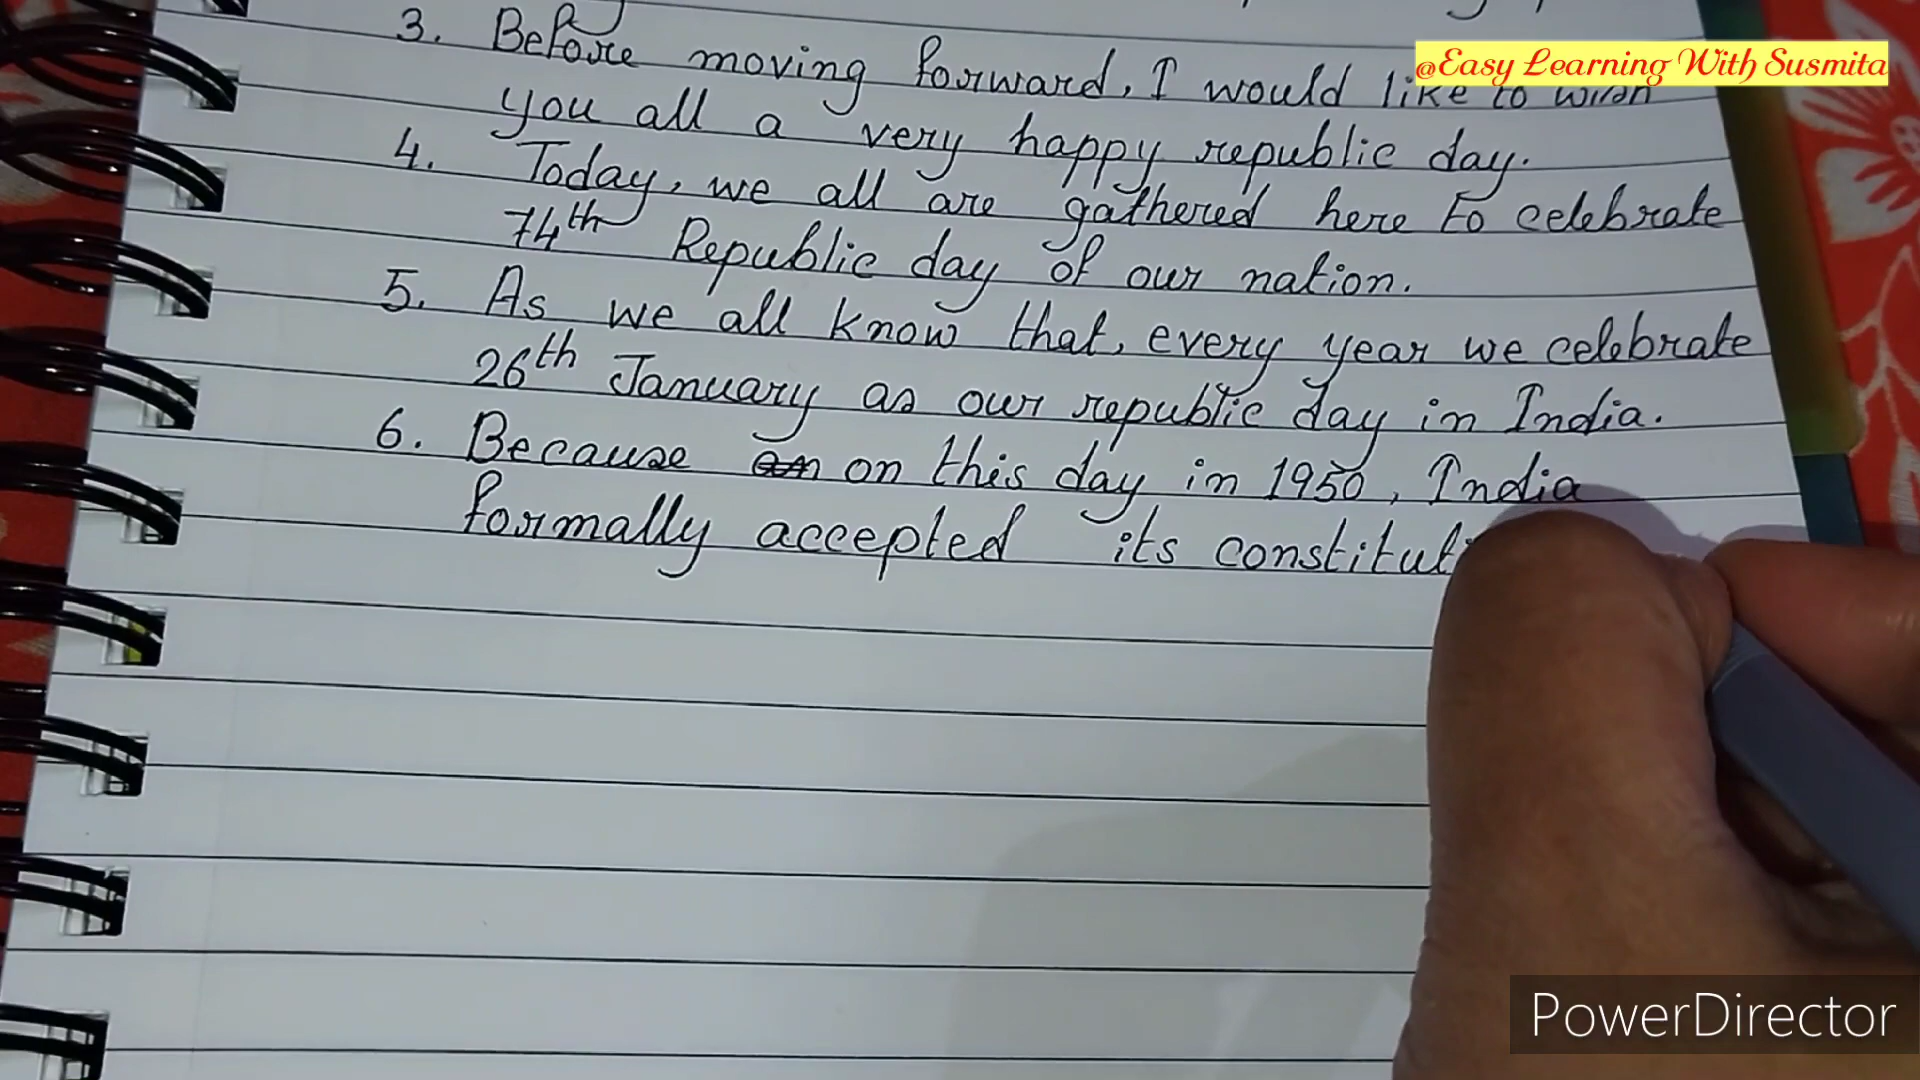 3. Before moving forward, I would like to wish
@Easy Learning With Susmita
you all a very happy republic day.
4. Today, we all are gathered here to celebrate
74th Republic day of our nation.
5. As we all know that, every year we celebrate
26th January as our republic day in India.
6. Because on this day in 1950, India
formally accepted its constitut
PowerDirector